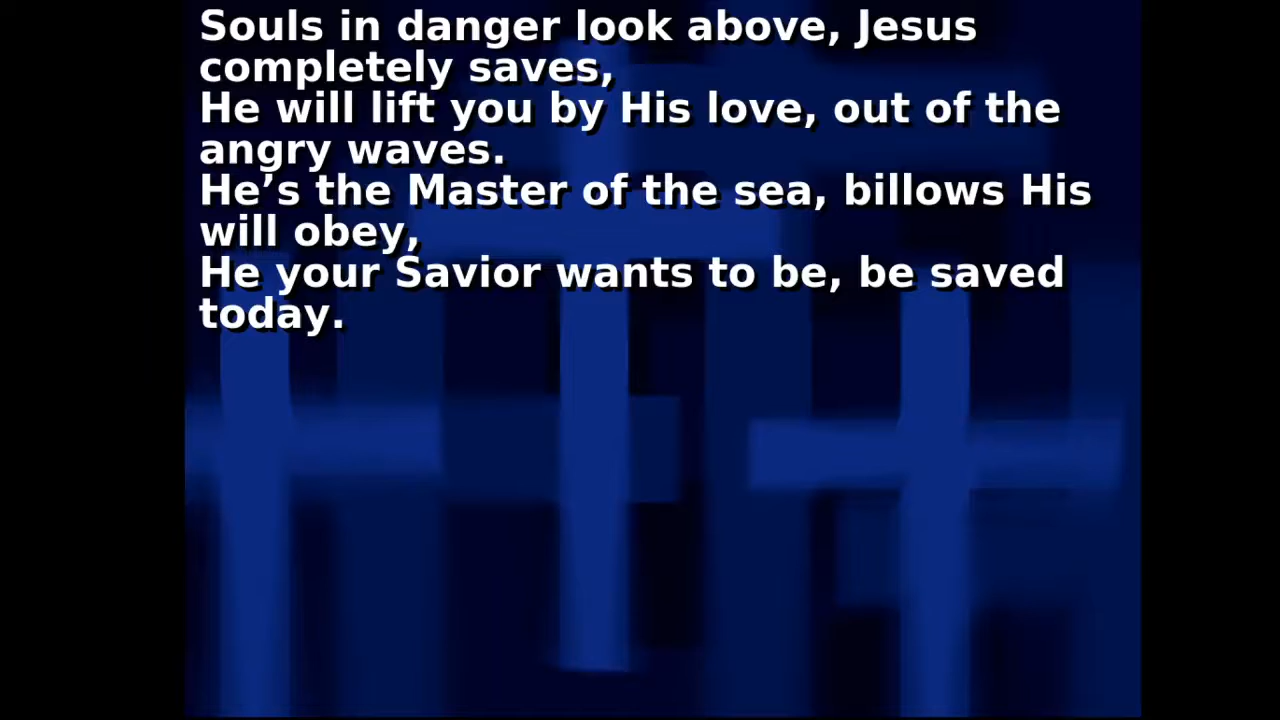 Souls in danger look above, Jesus
completely saves,
He will lift you by His love, out of the
angry waves.
He’s the Master of the sea, billows His
will obey,
He your Savior wants to be, be saved
today.